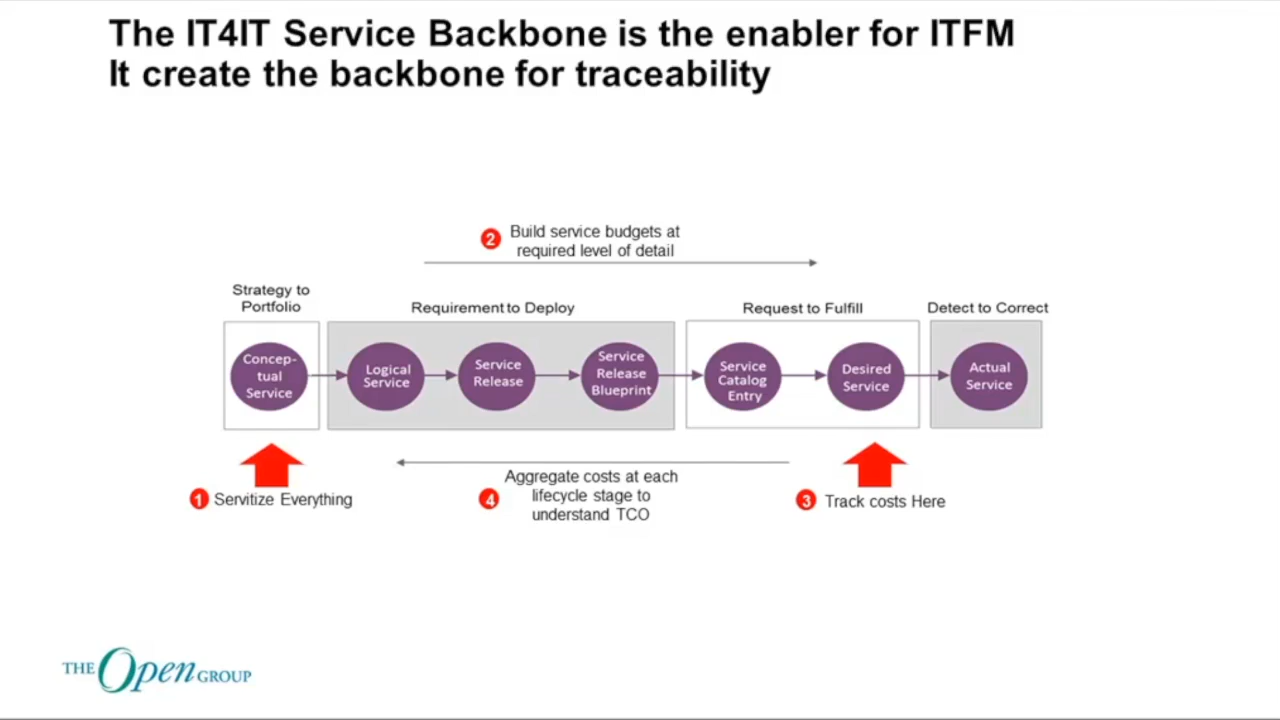 The IT4IT Service Backbone is the enabler for ITFM
It create the backbone for traceability
2
Build service budgets at
required level of detail
Strategy to
Portfolio
Requirement to Deploy
Request to Fulfill
Detect to Correct
Concep-
tual
Service
Logical
Service
Service
Release
Service
Release
Blueprint
Service
Catalog
Entry
Desired
Service
Actual
Service
1 Servitize Everything
4
Aggregate costs at each
lifecycle stage to
understand TCO
3 Track costs Here
THE Open GROUP